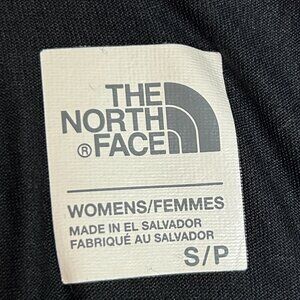 THE
NORTH
® FACE
WOMENS/FEMMES
MADE IN EL SALVADOR
FABRIQUÉ AU SALVADOR
S/P